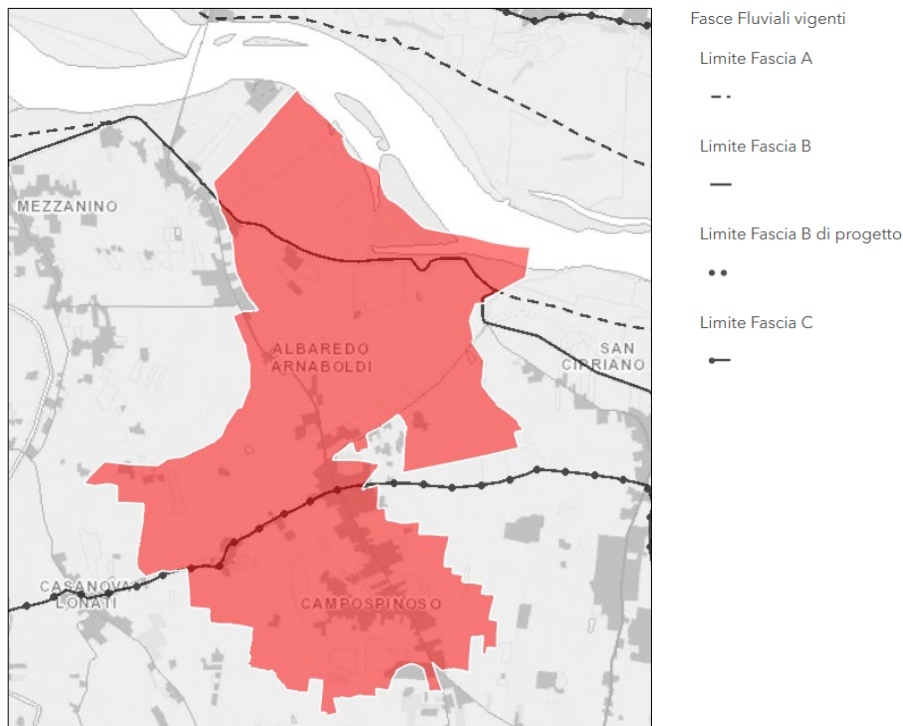 Fasce Fluviali vigenti
Limite Fascia A
Limite Fascia B
Limite Fascia B di progetto
Limite Fascia C
MEZZANINO
ALBAREDO
ARNABOLDI
SAN
CIPRIANO
CASANOVA
LONATI
CAMPOSPINOSO